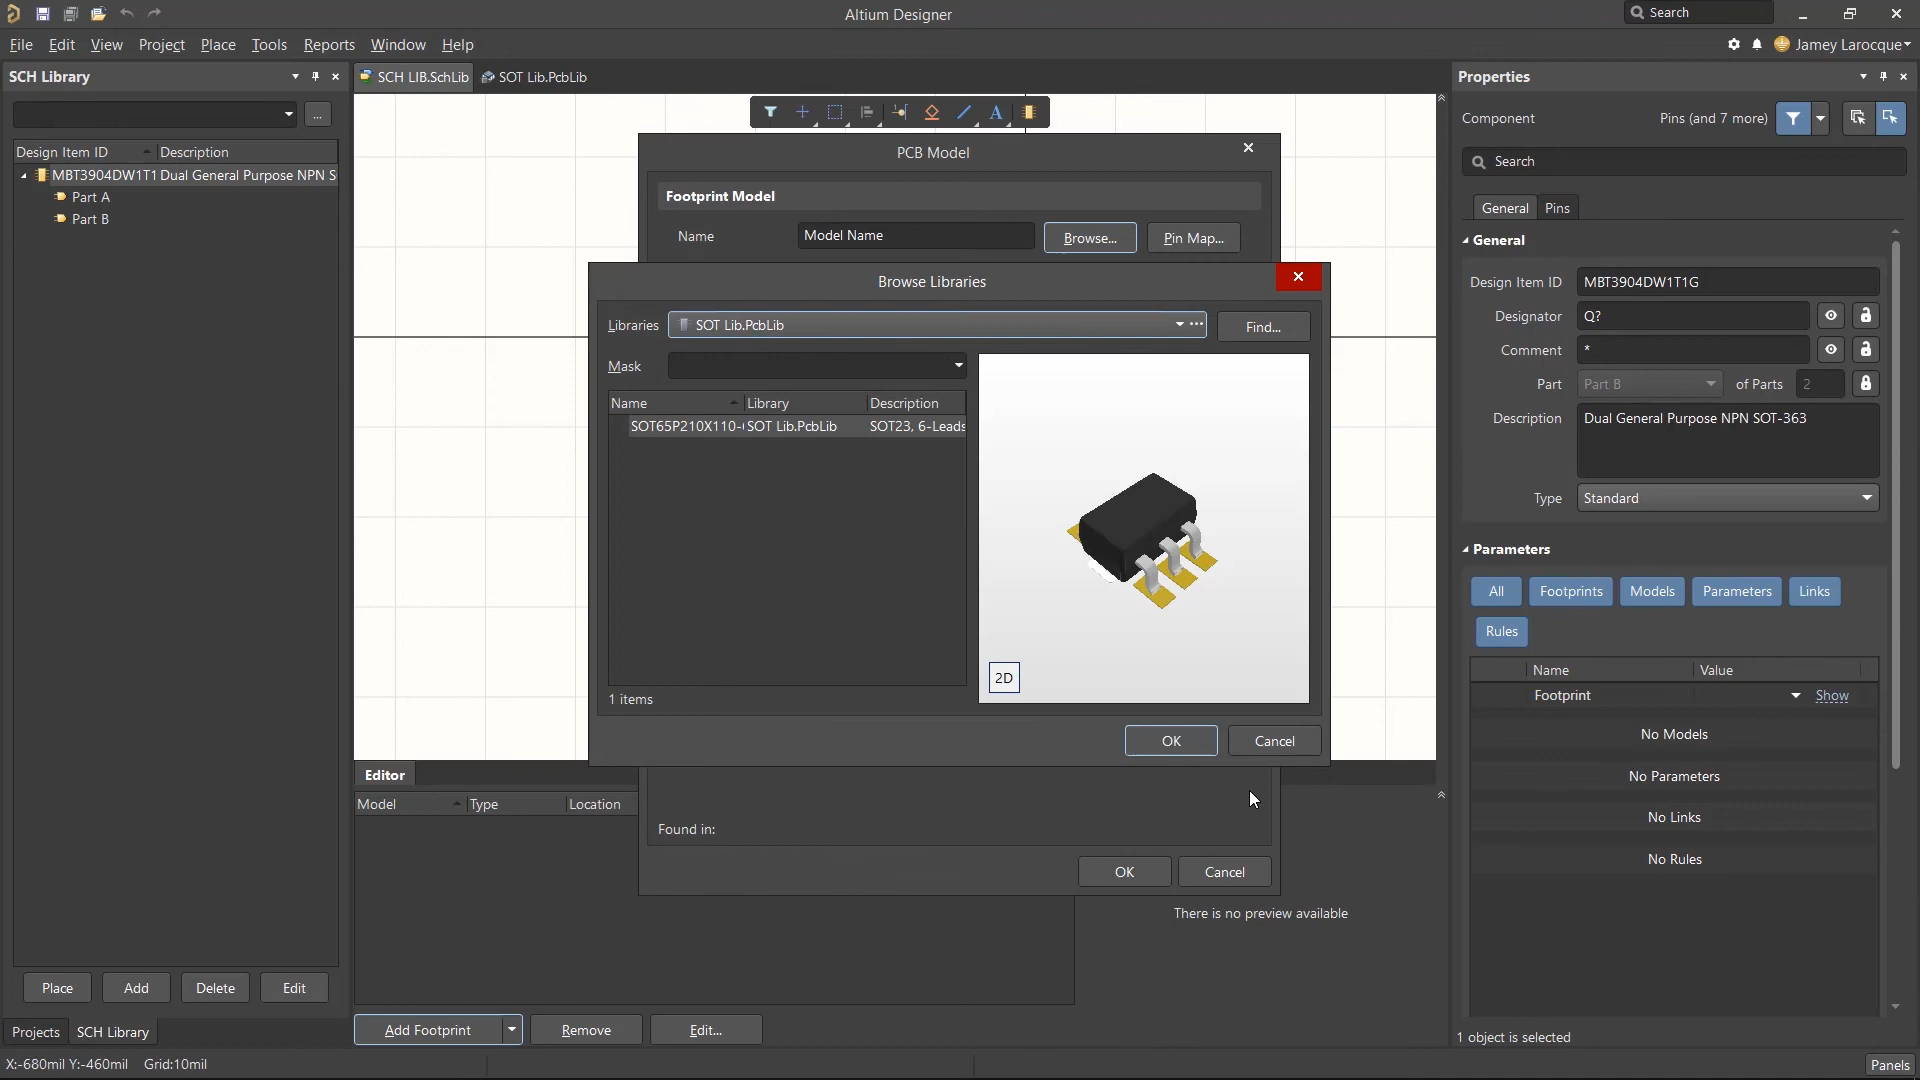 Altium Designer
Search
File Edit View Project Place Tools Reports Window Help
Jamey Larocque
SCH Library
...
Design Item ID Description
MBT3904DW1T1 Dual General Purpose NPN S
Part A
Part B
Place Add Delete Edit
Projects SCH Library
X:-680mil Y:-460mil Grid:10mil
SCH LIB.SchLib SOT Lib.PcbLib
PCB Model
Footprint Model
Name Model Name Browse... Pin Map...
Browse Libraries
Libraries SOT Lib.PcbLib Find...
Mask
Name Library Description
SOT65P210X110- SOT Lib.PcbLib SOT23, 6-Leads
2D
1 items
OK Cancel
Found in:
OK Cancel
Editor
Model Type Location
There is no preview available
Add Footprint Remove Edit...
Properties
Component Pins (and 7 more)
Search
General Pins
General
Design Item ID MBT3904DW1T1G
Designator Q?
Comment *
Part Part B of Parts 2
Description Dual General Purpose NPN SOT-363
Type Standard
Parameters
All Footprints Models Parameters Links
Rules
Name Value
Footprint Show
No Models
No Parameters
No Links
No Rules
1 object is selected
Panels